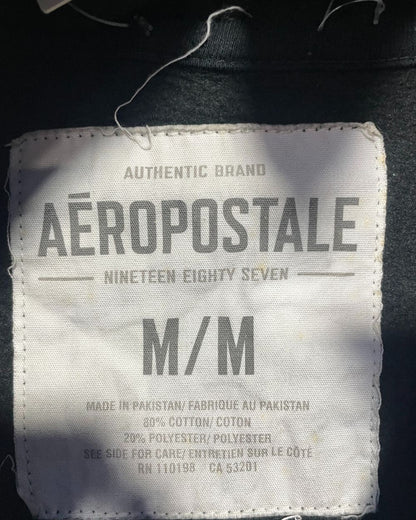 AUTHENTIC BRAND
AÉROPOSTALE
NINETEEN EIGHTY SEVEN
M/M
MADE IN PAKISTAN/ FABRIQUE AU PAKISTAN
80% COTTON/ COTON
20% POLYESTER/ POLYESTER
SEE SIDE FOR CARE/ ENTRETIEN SUR LE CÔTÉ
RN 110198 CA 53201